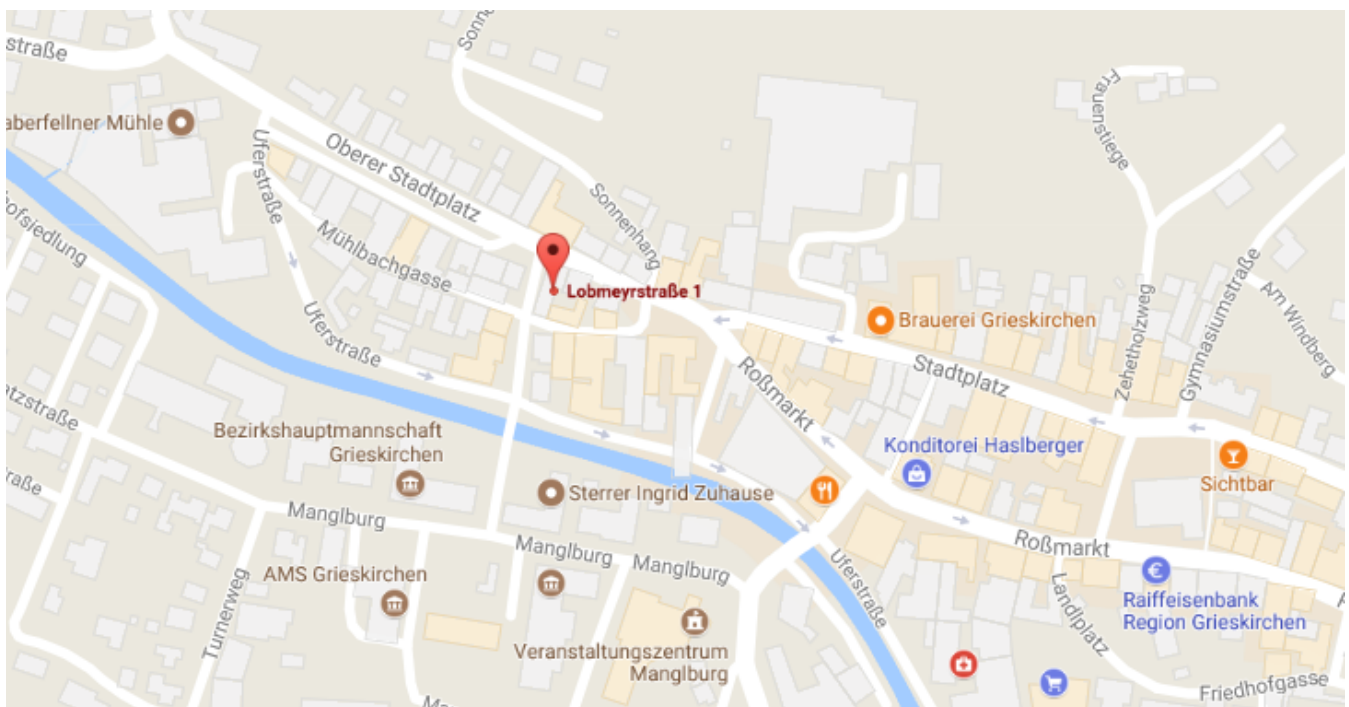 straße
Sonne
Frauenstiege
aberfellner Mühle
Uferstraße
Oberer Stadtplatz
Sonnenhang
hofsiedlung
Mühlbachgasse
Lobmeyrstraße 1
Brauerei Grieskirchen
Zehetholzweg
Gymnasiumstraße
Am Windberg
Uferstraße
Roßmarkt
Stadtplatz
atzstraße
Bezirkshauptmannschaft
Grieskirchen
Konditorei Haslberger
Sichtbar
raße
Sterrer Ingrid Zuhause
Manglburg
Manglburg
Manglburg
Roßmarkt
AMS Grieskirchen
Turnerweg
Uferstraße
Landlplatz
Raiffeisenbank
Region Grieskirchen
Veranstaltungszentrum
Manglburg
Friedhofgasse